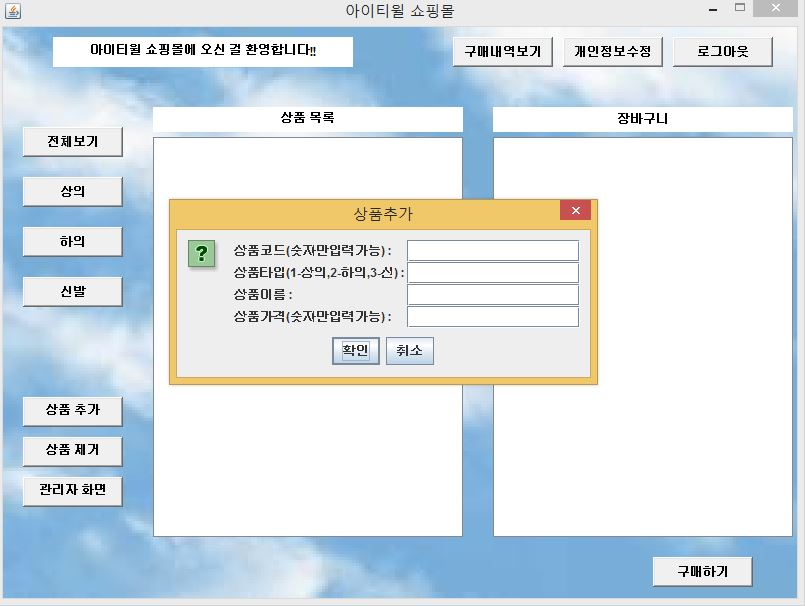 아이티윌 쇼핑몰
아이티윌 쇼핑몰에 오신 걸 환영합니다!!
구매내역보기
개인정보수정
로그아웃
상품 목록
장바구니
전체보기
상의
하의
신발
상품추가
?
상품코드(숫자만입력가능) :
상품타입(1-상의,2-하의,3-신) :
상품이름 :
상품가격(숫자만입력가능) :
확인
취소
상품 추가
상품 제거
관리자 화면
구매하기